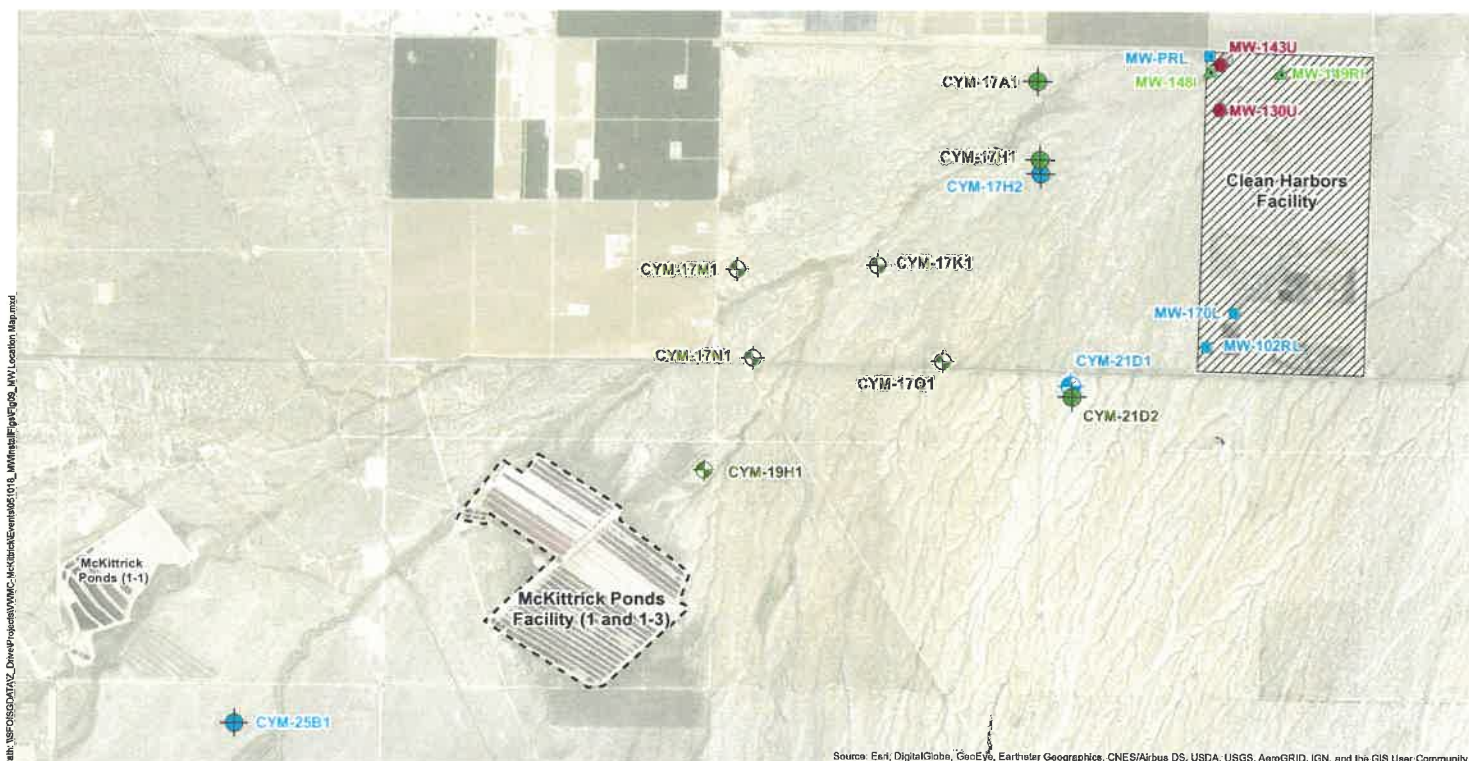 MW-143U
MW-PRL
MW-148I
MW-149RI
CYM-17A1
MW-130U
CYM-17H1
CYM-17H2
Clean Harbors
Facility
CYM-17M1
CYM-17K1
MW-170L
MW-102RL
CYM-17N1
CYM-21D1
CYM-17Q1
CYM-21D2
CYM-19H1
McKittrick
Ponds (1-1)
McKittrick Ponds
Facility (1 and 1-3)
CYM-25B1
Source: Esri, DigitalGlobe, GeoEye, Earthstar Geographics, CNES/Airbus DS, USDA, USGS, AeroGRID, IGN, and the GIS User Community